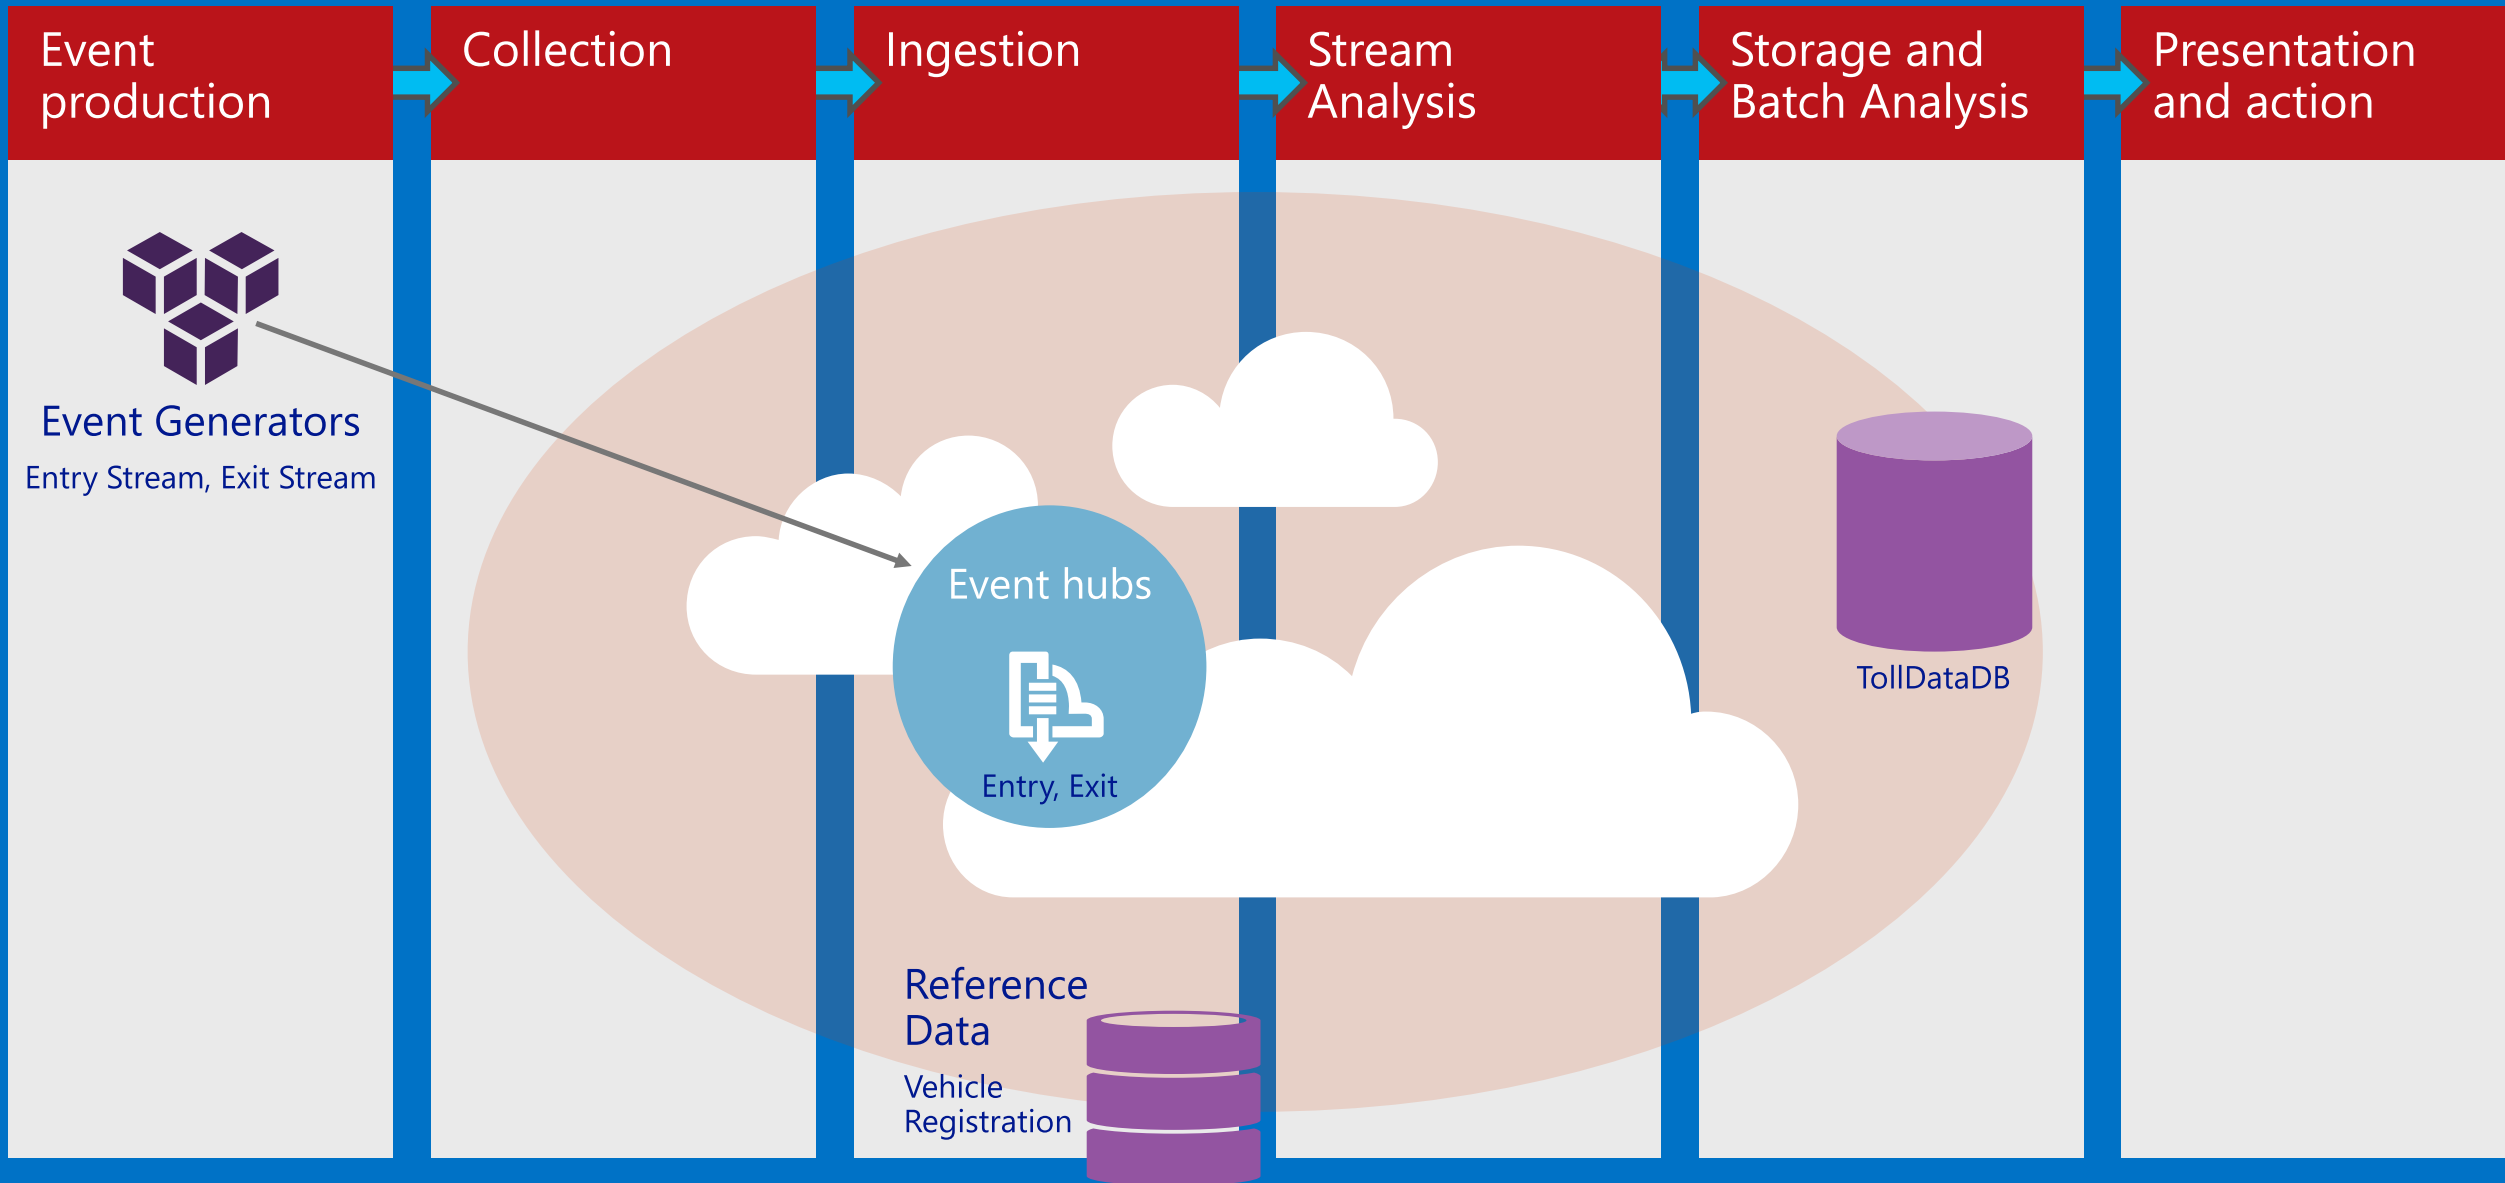 Event
production
Collection
Ingestion
Stream
Analysis
Storage and
Batch Analysis
Presentation
and action
Event Generators
Entry Stream, Exit Stream
Event hubs
Entry, Exit
TollDataDB
Reference
Data
Vehicle
Registration